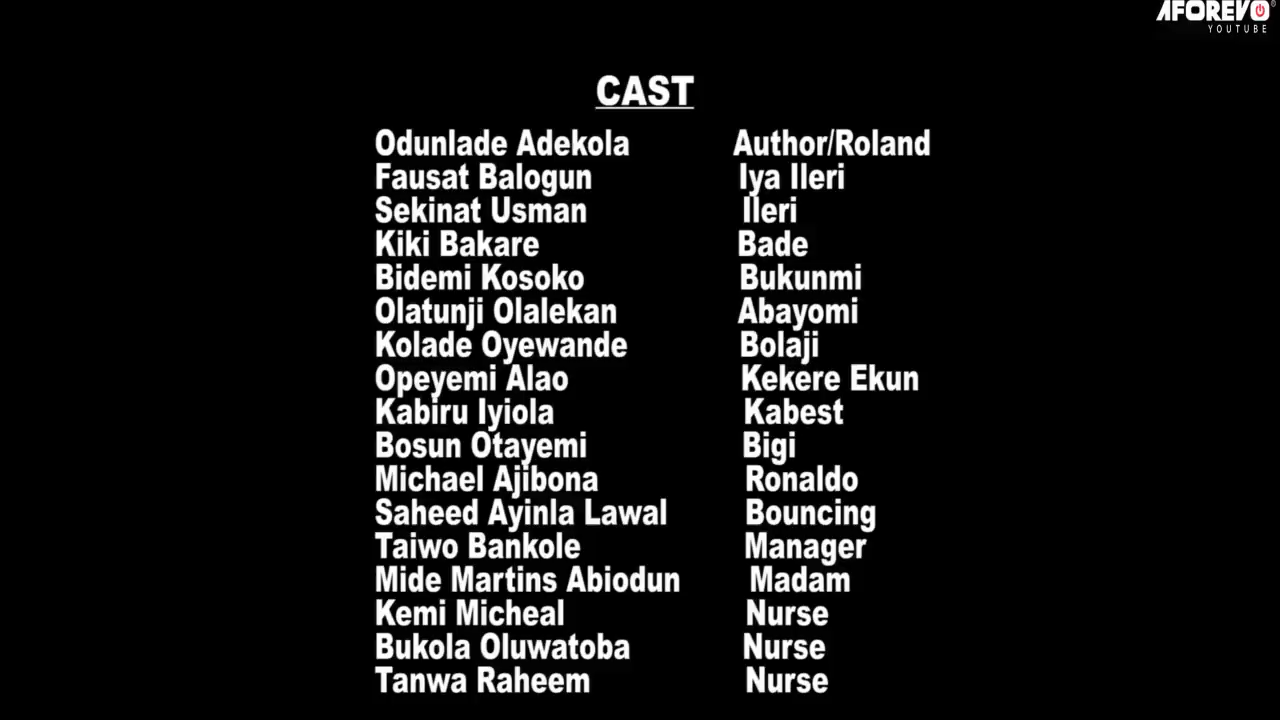 AFOREVO
YOUTUBE
CAST
Odunlade Adekola Author/Roland
Fausat Balogun Iya Ileri
Sekinat Usman Ileri
Kiki Bakare Bade
Bidemi Kosoko Bukunmi
Olatunji Olalekan Abayomi
Kolade Oyewande Bolaji
Opeyemi Alao Kekere Ekun
Kabiru Iyiola Kabest
Bosun Otayemi Bigi
Michael Ajibona Ronaldo
Saheed Ayinla Lawal Bouncing
Taiwo Bankole Manager
Mide Martins Abiodun Madam
Kemi Micheal Nurse
Bukola Oluwatoba Nurse
Tanwa Raheem Nurse